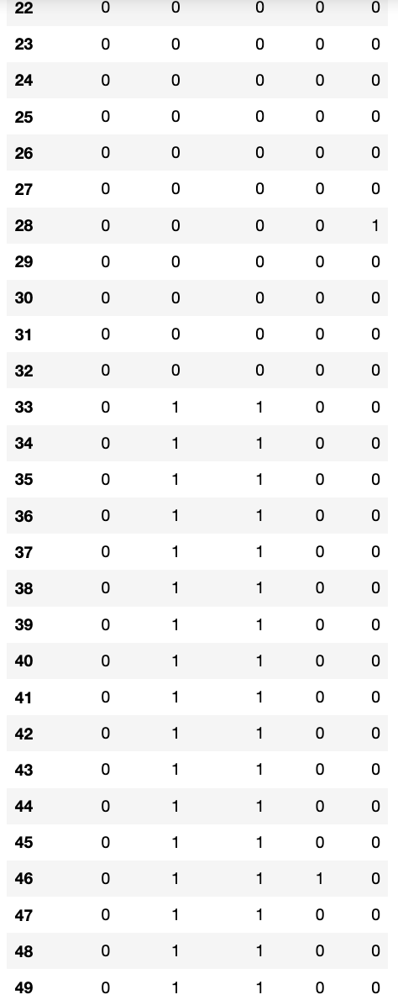 22 0 0 0 0 0
23 0 0 0 0 0
24 0 0 0 0 0
25 0 0 0 0 0
26 0 0 0 0 0
27 0 0 0 0 0
28 0 0 0 0 1
29 0 0 0 0 0
30 0 0 0 0 0
31 0 0 0 0 0
32 0 0 0 0 0
33 0 1 1 0 0
34 0 1 1 0 0
35 0 1 1 0 0
36 0 1 1 0 0
37 0 1 1 0 0
38 0 1 1 0 0
39 0 1 1 0 0
40 0 1 1 0 0
41 0 1 1 0 0
42 0 1 1 0 0
43 0 1 1 0 0
44 0 1 1 0 0
45 0 1 1 0 0
46 0 1 1 1 0
47 0 1 1 0 0
48 0 1 1 0 0
49 0 1 1 0 0